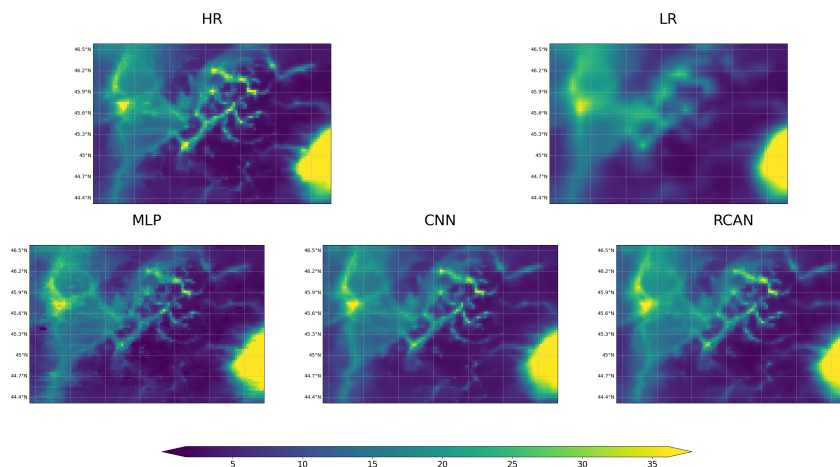 HR LR
46.5°N 46.5°N
46.2°N 46.2°N
45.9°N 45.9°N
45.6°N 45.6°N
45.3°N 45.3°N
45°N 45°N
44.7°N 44.7°N
44.4°N 44.4°N
MLP CNN RCAN
46.5°N 46.5°N 46.5°N
46.2°N 46.2°N 46.2°N
45.9°N 45.9°N 45.9°N
45.6°N 45.6°N 45.6°N
45.3°N 45.3°N 45.3°N
45°N 45°N 45°N
44.7°N 44.7°N 44.7°N
44.4°N 44.4°N 44.4°N
5 10 15 20 25 30 35